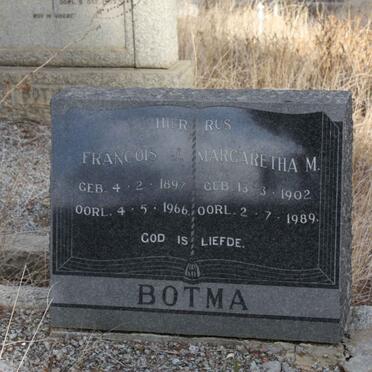 HIER RUS
FRANCOIS J. MARGARETHA M.
GEB. 4-2-1897 GEB. 13-3-1902
OORL. 4-5-1966 OORL. 2-7-1989.
GOD IS LIEFDE.
BOTMA